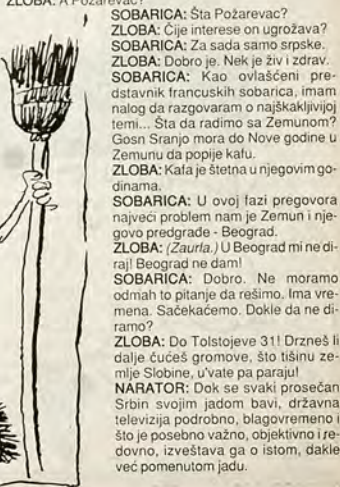 ZLOBA: A Požarevac?
SOBARICA: Šta Požarevac?
ZLOBA: Čije interese on ugrožava?
SOBARICA: Za sada samo srpske.
ZLOBA: Dobro je. Nek je živ i zdrav.
SOBARICA: Kao ovlašćeni pre-
dstavnik francuskih sobarica, imam
nalog da razgovaram o najškakljivijoj
temi... Šta da radimo sa Zemunom?
Gosn Sranjo mora do Nove godine u
Zemunu da popije kafu.
ZLOBA: Kafa je štetna u njegovim go-
dinama.
SOBARICA: U ovoj fazi pregovora
najveći problem nam je Zemun i nje-
govo predgrađe - Beograd.
ZLOBA: (Zaurla.) U Beograd mi ne di-
raj! Beograd ne dam!
SOBARICA: Dobro. Ne moramo
odmah to pitanje da rešimo. Ima vre-
mena. Sačekaćemo. Dokle da ne di-
ramo?
ZLOBA: Do Tolstojeve 31! Drzneš li
dalje ćućeš gromove, što tišinu ze-
mlje Slobine, u'vate pa paraju!
NARATOR: Dok se svaki prosečan
Srbin svojim jadom bavi, državna
televizija podrobno, blagovremeno i
što je posebno važno, objektivno i re-
dovno, izveštava ga o istom, dakle
već pomenutom jadu.